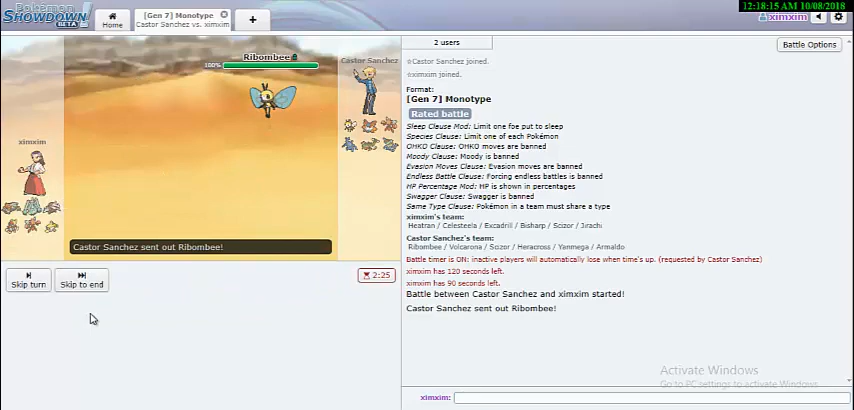 Pokémon
SHOWDOWN!
BETA
Home
[Gen 7] Monotype
Castor Sanchez vs. ximxim
+
12:18:15 AM 10/08/2018
ximxim
Ribombee
100%
Castor Sanchez
ximxim
Castor Sanchez sent out Ribombee!
Skip turn
Skip to end
2:25
2 users
Battle Options
☆Castor Sanchez joined.
☆ximxim joined.
Format:
[Gen 7] Monotype
Rated battle
Sleep Clause Mod: Limit one foe put to sleep
Species Clause: Limit one of each Pokémon
OHKO Clause: OHKO moves are banned
Moody Clause: Moody is banned
Evasion Moves Clause: Evasion moves are banned
Endless Battle Clause: Forcing endless battles is banned
HP Percentage Mod: HP is shown in percentages
Swagger Clause: Swagger is banned
Same Type Clause: Pokémon in a team must share a type
ximxim's team:
Heatran / Celesteela / Excadrill / Bisharp / Scizor / Jirachi
Castor Sanchez's team:
Ribombee / Volcarona / Scizor / Heracross / Yanmega / Armaldo
Battle timer is ON: inactive players will automatically lose when time's up. (requested by Castor Sanchez)
ximxim has 120 seconds left.
ximxim has 90 seconds left.
Battle between Castor Sanchez and ximxim started!
Castor Sanchez sent out Ribombee!
Activate Windows
Go to PC settings to activate Windows.
ximxim: